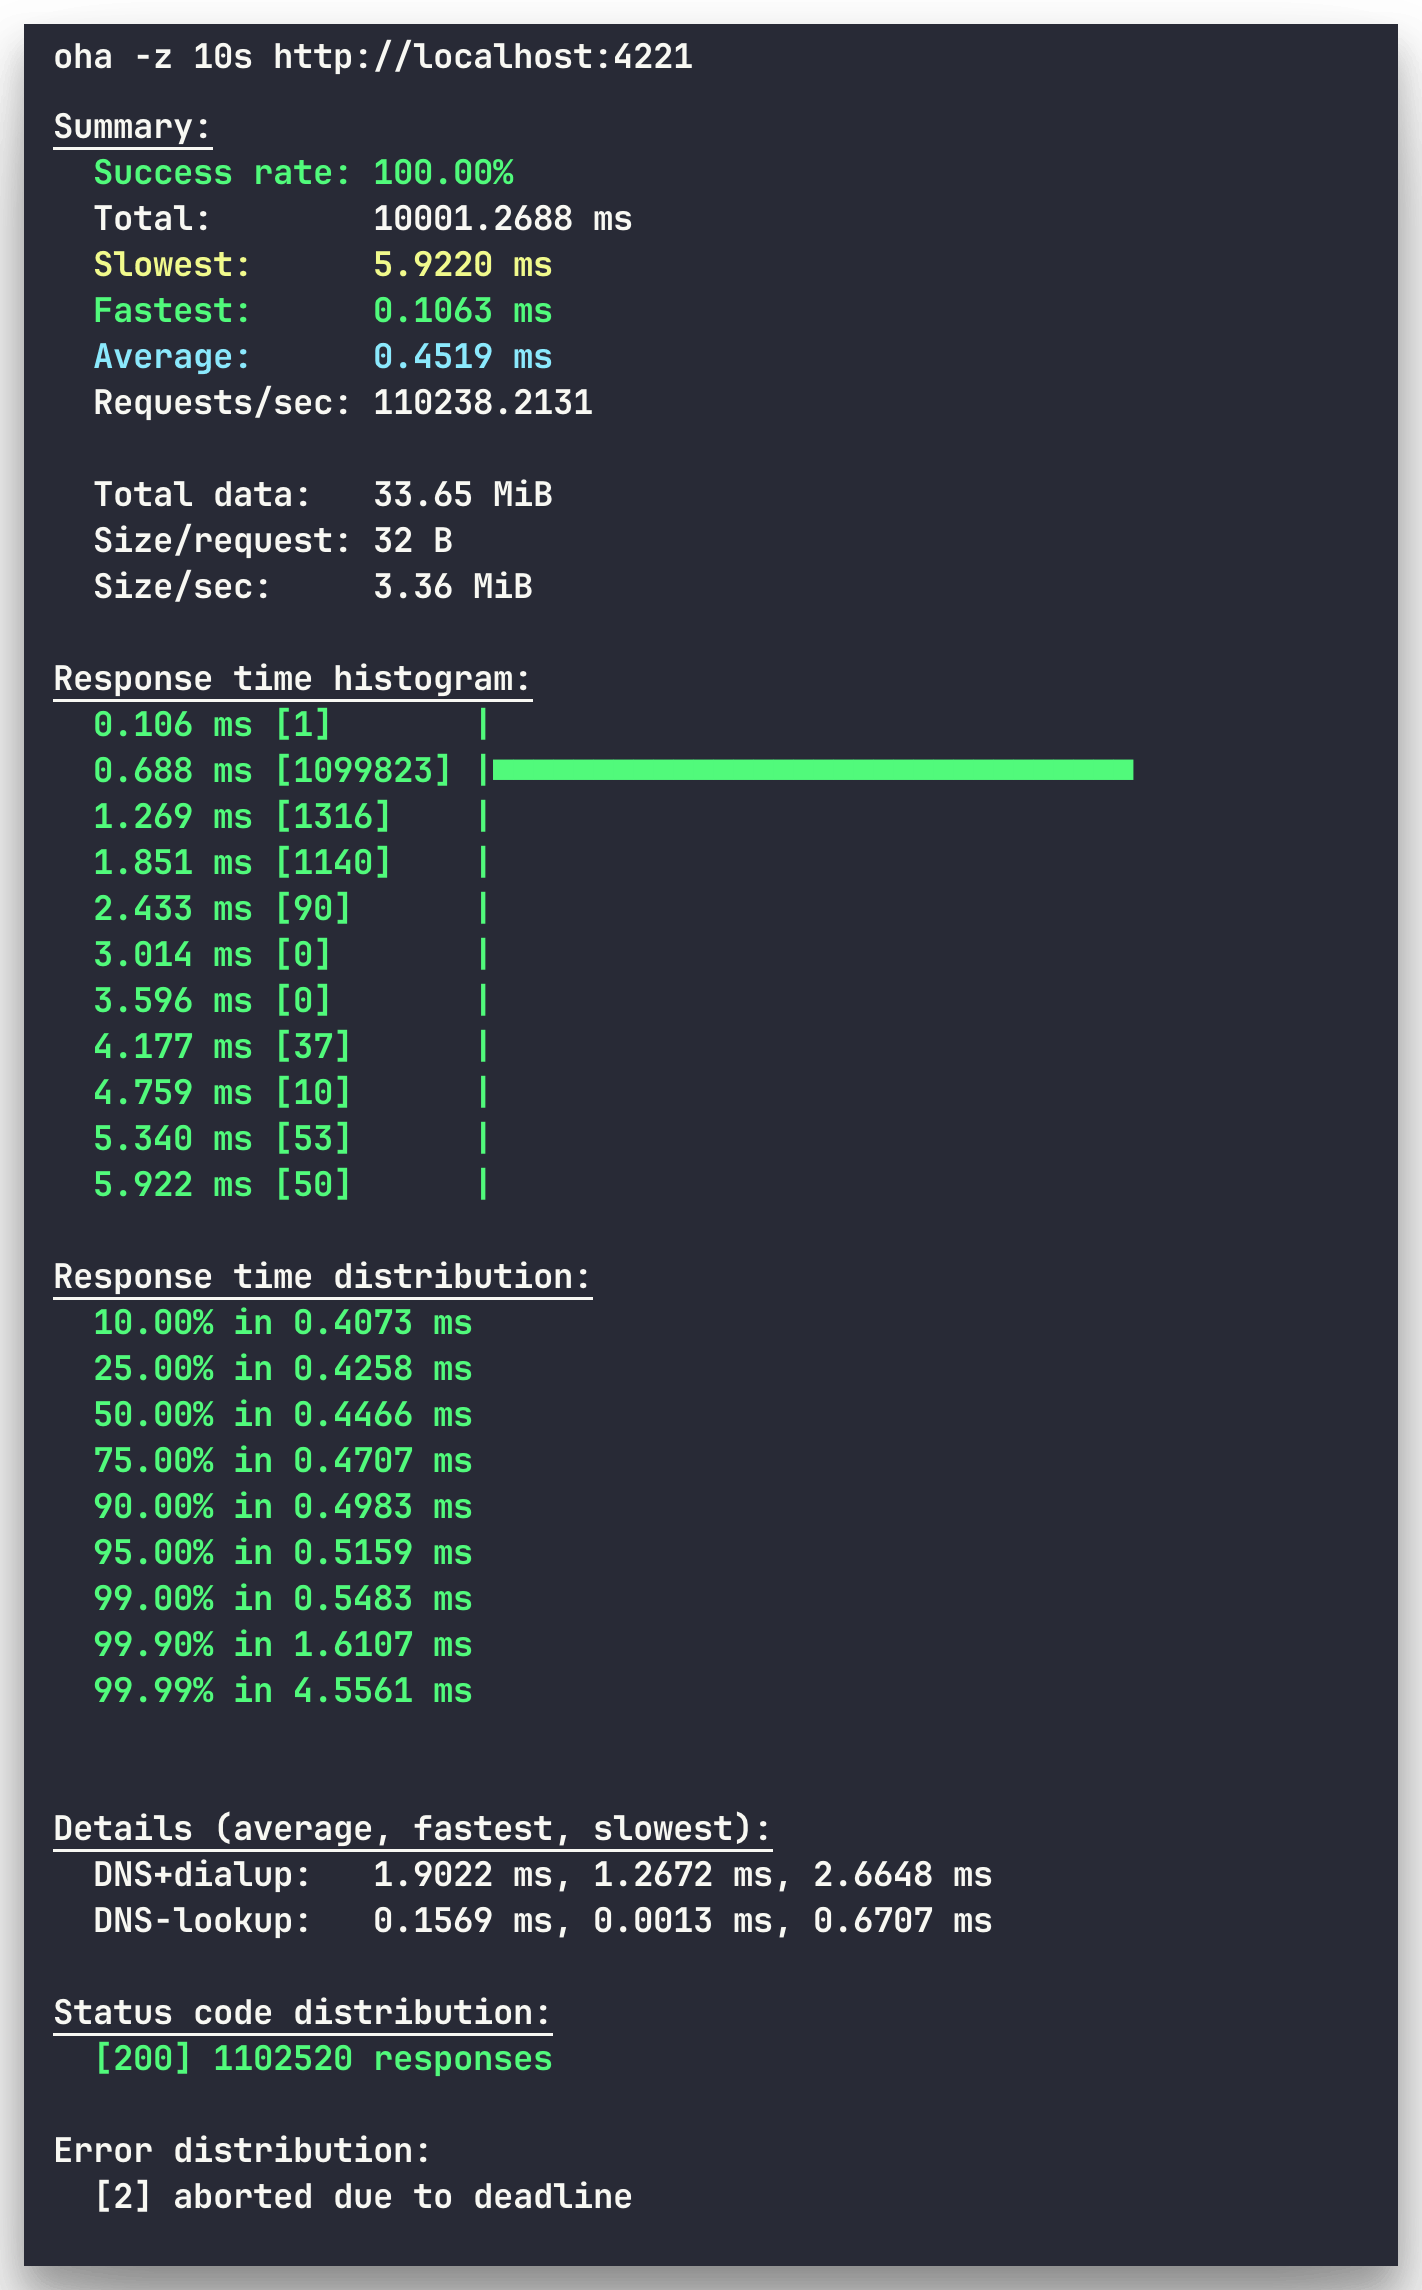 oha -z 10s http://localhost:4221
Summary:
Success rate: 100.00%
Total: 10001.2688 ms
Slowest: 5.9220 ms
Fastest: 0.1063 ms
Average: 0.4519 ms
Requests/sec: 110238.2131
Total data: 33.65 MiB
Size/request: 32 B
Size/sec: 3.36 MiB
Response time histogram:
0.106 ms [1] |
0.688 ms [1099823] |■■■■■■■■■■■■■■■■■■■■■■■■■■■■■■■■
1.269 ms [1316] |
1.851 ms [1140] |
2.433 ms [90] |
3.014 ms [0] |
3.596 ms [0] |
4.177 ms [37] |
4.759 ms [10] |
5.340 ms [53] |
5.922 ms [50] |
Response time distribution:
10.00% in 0.4073 ms
25.00% in 0.4258 ms
50.00% in 0.4466 ms
75.00% in 0.4707 ms
90.00% in 0.4983 ms
95.00% in 0.5159 ms
99.00% in 0.5483 ms
99.90% in 1.6107 ms
99.99% in 4.5561 ms
Details (average, fastest, slowest):
DNS+dialup: 1.9022 ms, 1.2672 ms, 2.6648 ms
DNS-lookup: 0.1569 ms, 0.0013 ms, 0.6707 ms
Status code distribution:
[200] 1102520 responses
Error distribution:
[2] aborted due to deadline